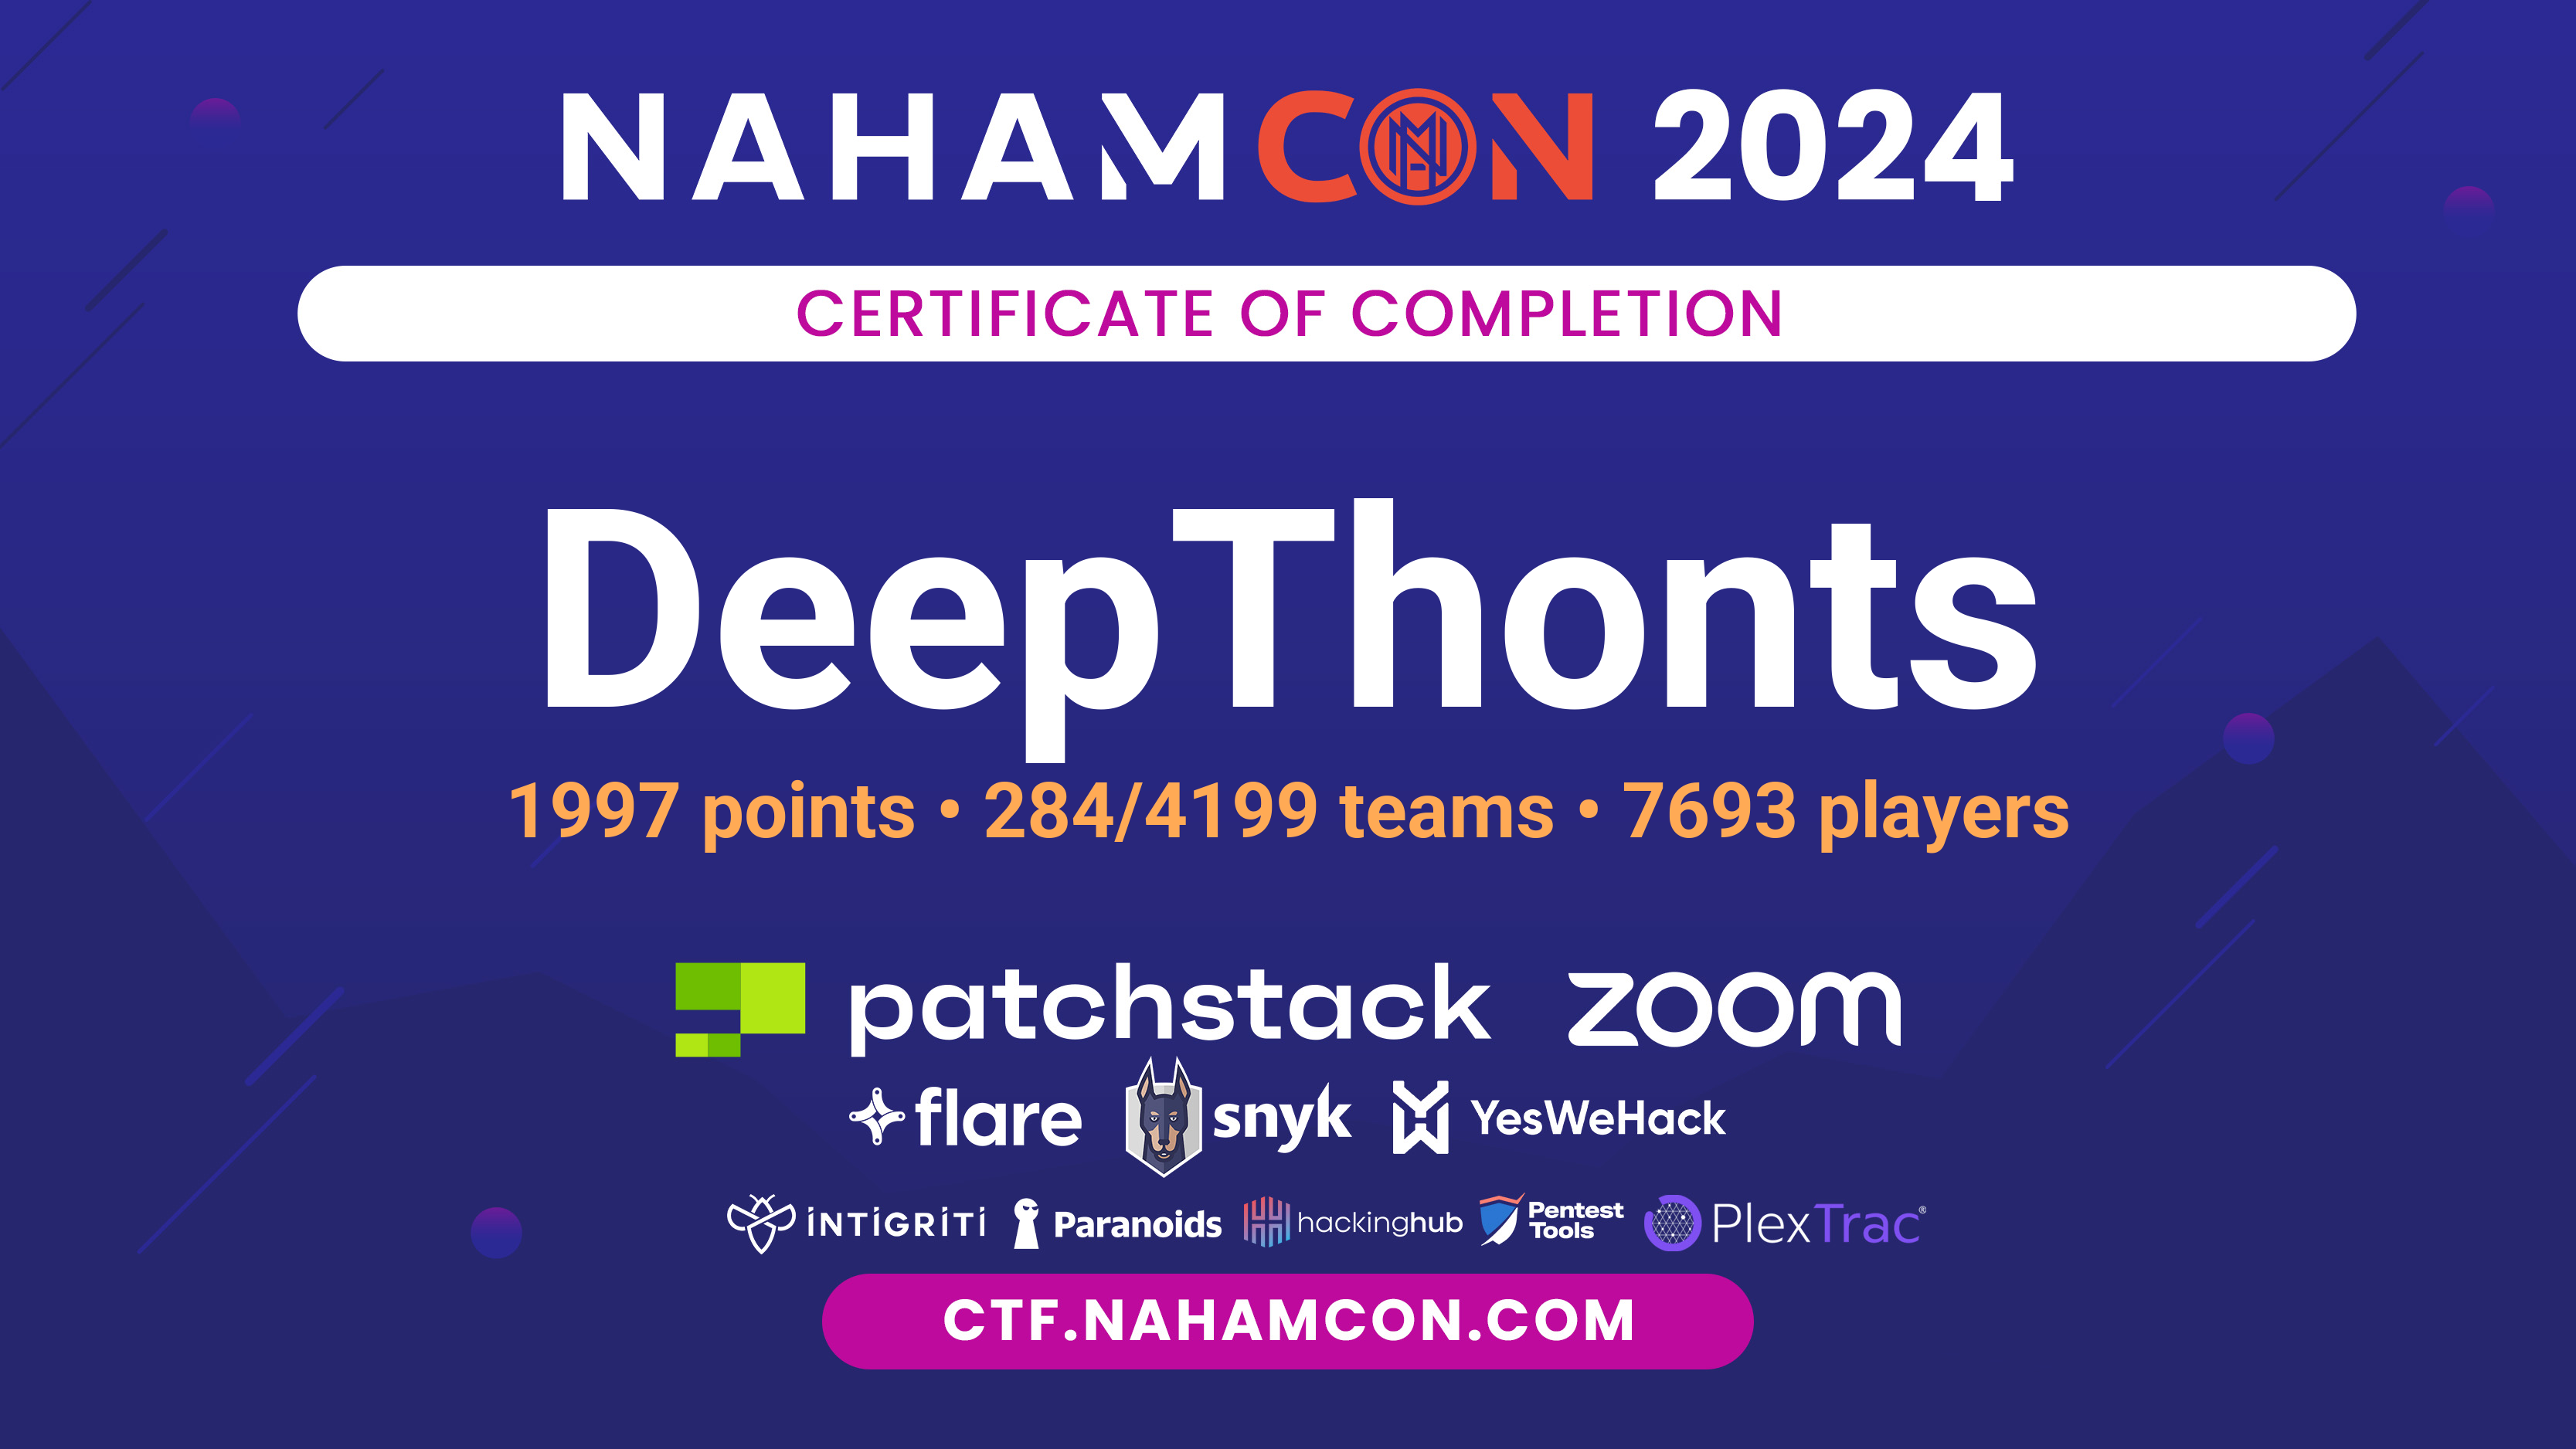 NAHAMCON 2024
CERTIFICATE OF COMPLETION
DeepThonts
1997 points • 284/4199 teams • 7693 players
patchstack zoom
flare snyk YesWeHack
INTIGRITI Paranoids hackinghub Pentest Tools PlexTrac®
CTF.NAHAMCON.COM